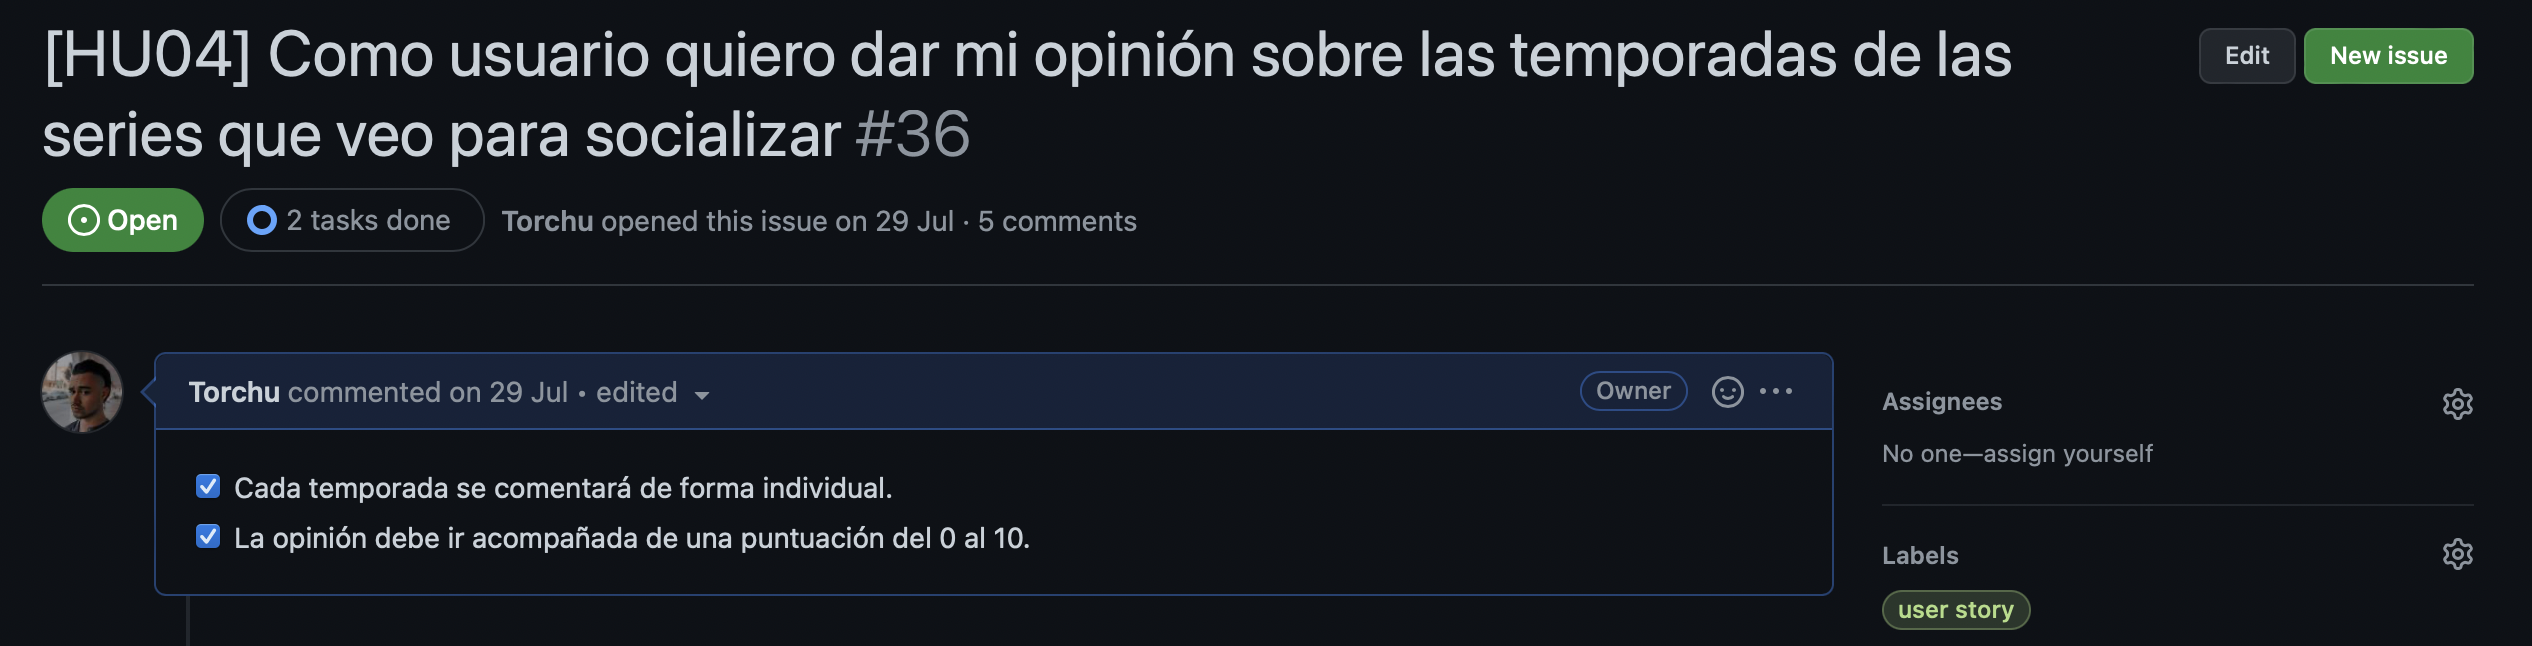 [HU04] Como usuario quiero dar mi opinión sobre las temporadas de las
series que veo para socializar #36
Edit
New issue
Open
2 tasks done
Torchu opened this issue on 29 Jul · 5 comments
Torchu commented on 29 Jul • edited
Owner
Cada temporada se comentará de forma individual.
La opinión debe ir acompañada de una puntuación del 0 al 10.
Assignees
No one—assign yourself
Labels
user story